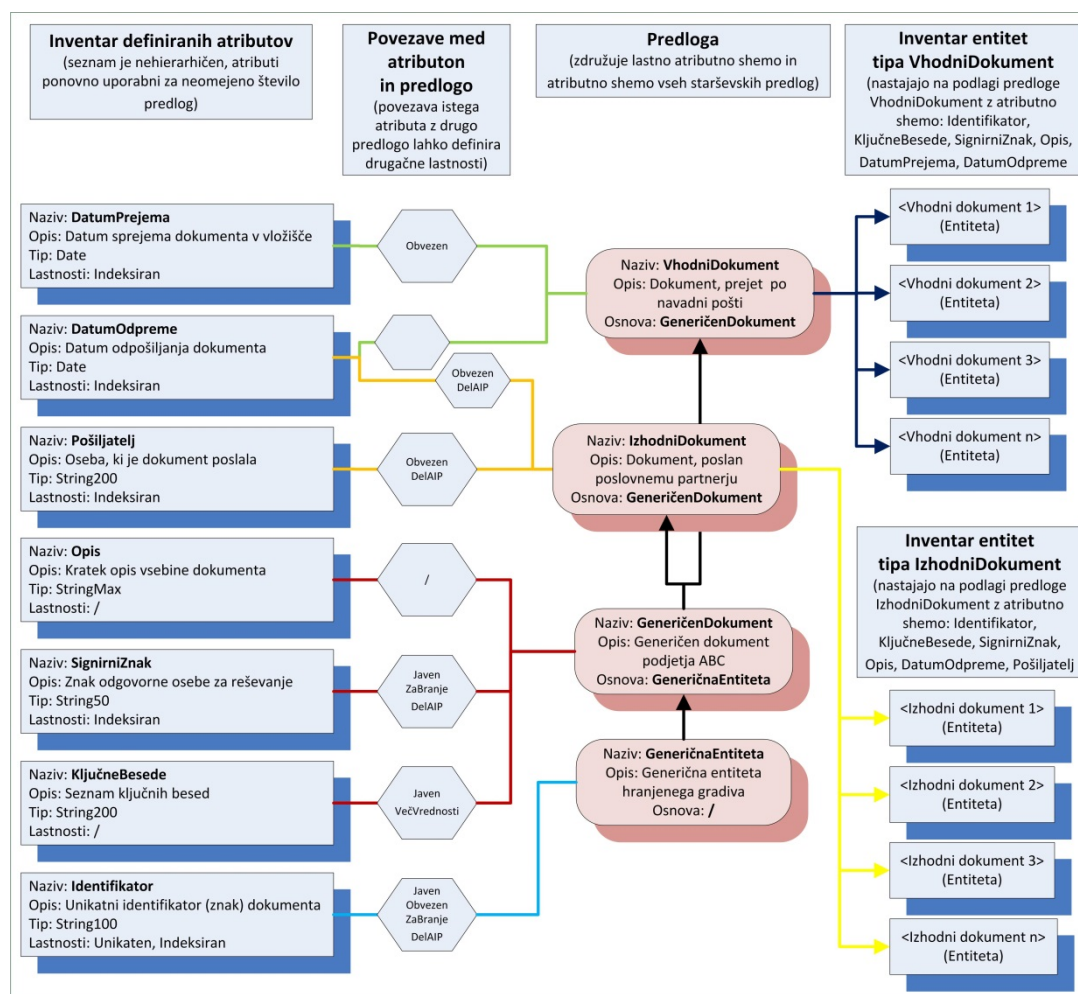 Inventar definiranih atributov
(seznam je nehierarhičen, atributi
ponovno uporabni za neomejeno število
predlog)
Povezave med
atributon
in predlogo
(povezava istega
atributa z drugo
predlogo lahko definira
drugačne lastnosti)
Predloga
(združuje lastno atributno shemo in
atributno shemo vseh starševskih predlog)
Inventar entitet
tipa VhodniDokument
(nastajajo na podlagi predloge
VhodniDokument z atributno
shemo: Identifikator,
KljučneBesede, SignirniZnak, Opis,
DatumPrejema, DatumOdpreme
Naziv: DatumPrejema
Opis: Datum sprejema dokumenta v vložišče
Tip: Date
Lastnosti: Indeksiran
Obvezen
Naziv: DatumOdpreme
Opis: Datum odpošiljanja dokumenta
Tip: Date
Lastnosti: Indeksiran
Obvezen
DelAIP
Naziv: Pošiljatelj
Opis: Oseba, ki je dokument poslala
Tip: String200
Lastnosti: Indeksiran
Obvezen
DelAIP
Naziv: Opis
Opis: Kratek opis vsebine dokumenta
Tip: StringMax
Lastnosti: /
/
Naziv: SignirniZnak
Opis: Znak odgovorne osebe za reševanje
Tip: String50
Lastnosti: Indeksiran
Javen
ZaBranje
DelAIP
Naziv: KljučneBesede
Opis: Seznam ključnih besed
Tip: String200
Lastnosti: /
Javen
VečVrednosti
Naziv: Identifikator
Opis: Unikatni identifikator (znak) dokumenta
Tip: String100
Lastnosti: Unikaten, Indeksiran
Javen
Obvezen
ZaBranje
DelAIP
Naziv: VhodniDokument
Opis: Dokument, prejet po
navadni pošti
Osnova: GeneričenDokument
Naziv: IzhodniDokument
Opis: Dokument, poslan
poslovnemu partnerju
Osnova: GeneričenDokument
Naziv: GeneričenDokument
Opis: Generičen dokument
podjetja ABC
Osnova: GeneričnaEntiteta
Naziv: GeneričnaEntiteta
Opis: Generična entiteta
hranjenega gradiva
Osnova: /
<Vhodni dokument 1>
(Entiteta)
<Vhodni dokument 2>
(Entiteta)
<Vhodni dokument 3>
(Entiteta)
<Vhodni dokument n>
(Entiteta)
Inventar entitet
tipa IzhodniDokument
(nastajajo na podlagi predloge
IzhodniDokument z atributno
shemo: Identifikator,
KljučneBesede, SignirniZnak,
Opis, DatumOdpreme, Pošiljatelj)
<Izhodni dokument 1>
(Entiteta)
<Izhodni dokument 2>
(Entiteta)
<Izhodni dokument 3>
(Entiteta)
<Izhodni dokument n>
(Entiteta)